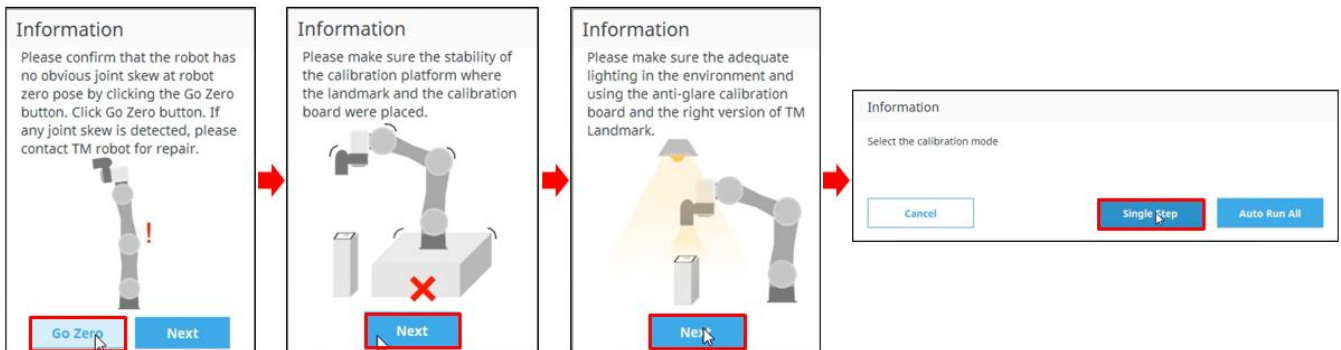 Information
Please confirm that the robot has
no obvious joint skew at robot
zero pose by clicking the Go Zero
button. Click Go Zero button. If
any joint skew is detected, please
contact TM robot for repair.
!
Go Zero
Next
Information
Please make sure the stability of
the calibration platform where
the landmark and the calibration
board were placed.
Next
Information
Please make sure the adequate
lighting in the environment and
using the anti-glare calibration
board and the right version of TM
Landmark.
Next
Information
Select the calibration mode
Cancel
Single Step
Auto Run All